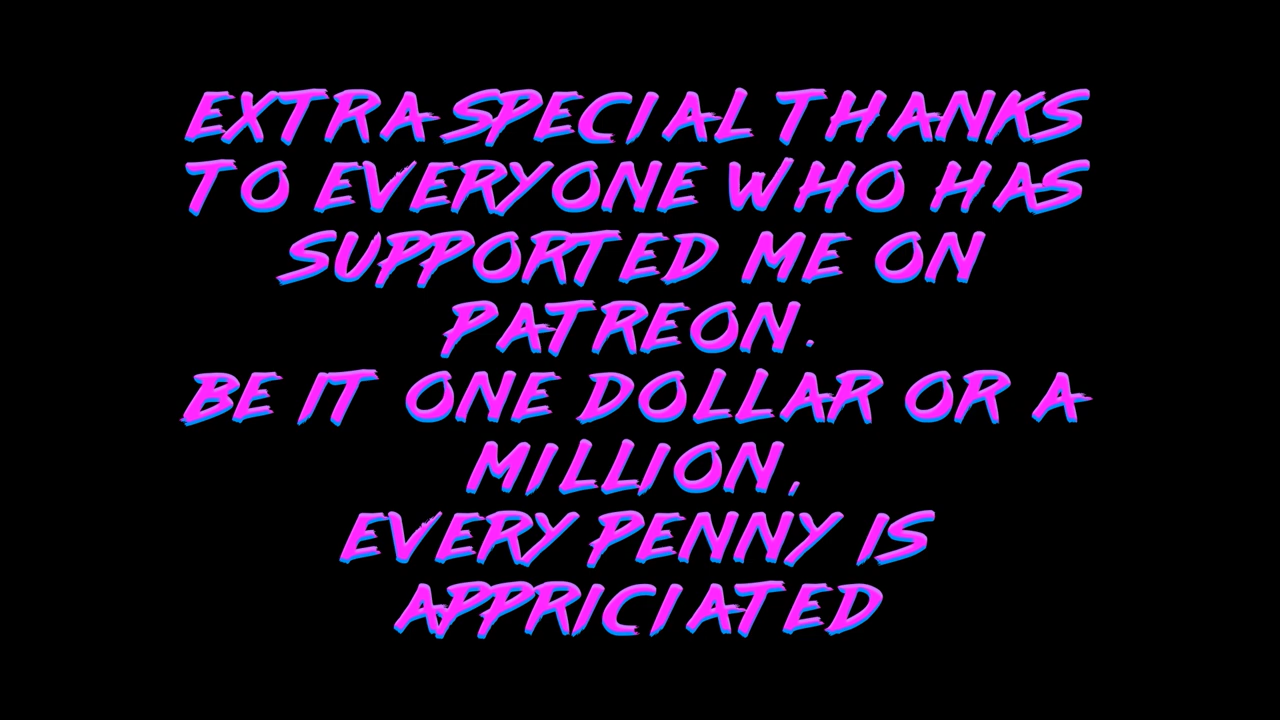 EXTRA SPECIAL THANKS
TO EVERYONE WHO HAS
SUPPORTED ME ON
PATREON.
BE IT ONE DOLLAR OR A
MILLION,
EVERY PENNY IS
APPRICIATED